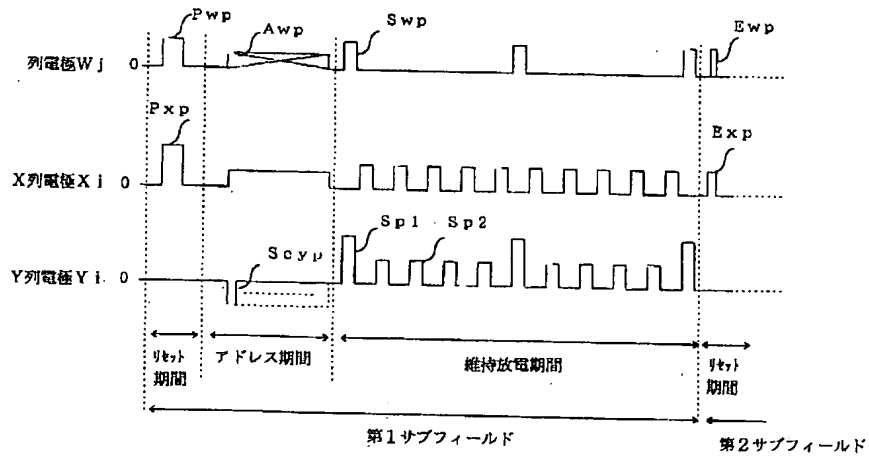 Pwp
Awp
Swp
Ewp
列電極Wj 0
Pxp
Exp
X列電極Xi 0
Sp1 Sp2
Scyp
Y列電極Yi 0
リセット
期間
アドレス期間
維持放電期間
リセット
期間
第1サブフィールド
第2サブフィールド